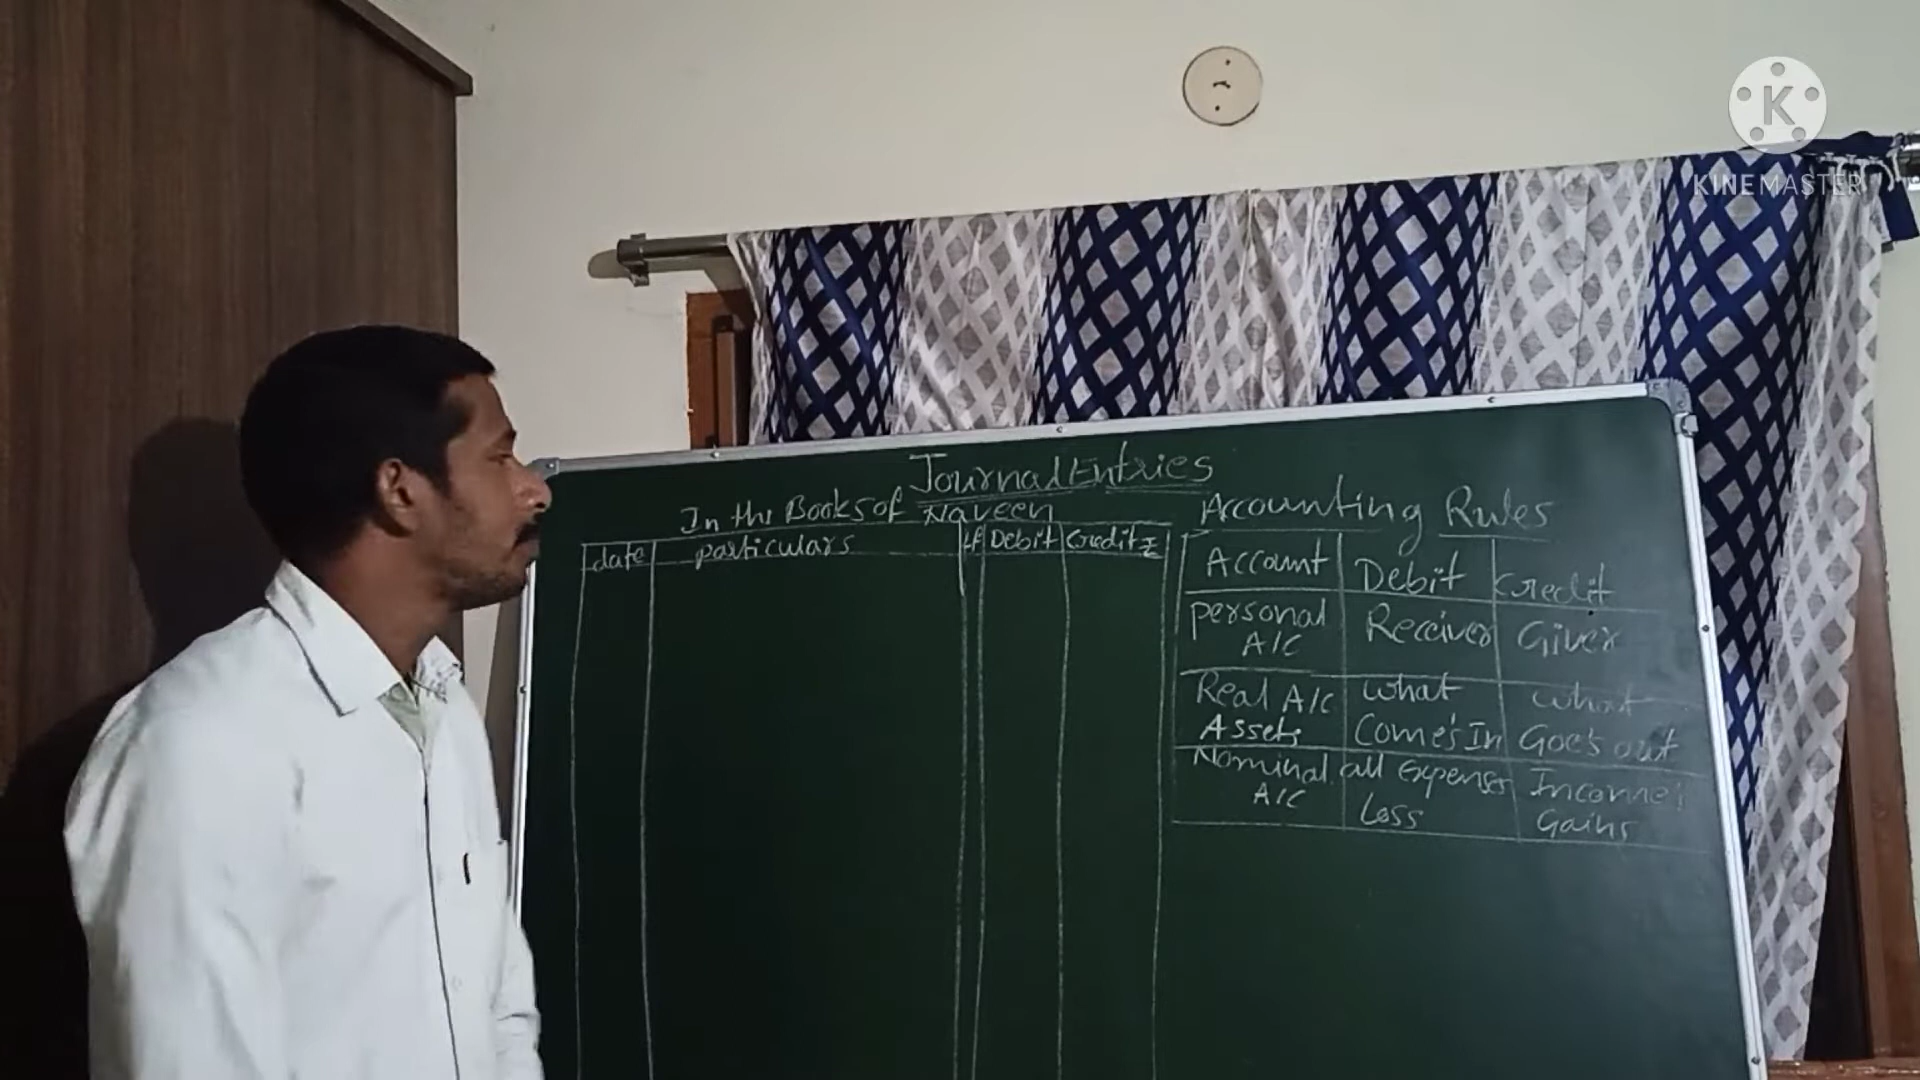 K
KINEMASTER
Journal Entries
In the Books of Naveen
date particulars LF Debit Credit
Accounting Rules
Account Debit Credit
personal A/C Receiver Giver
Real A/C Assets what Come's In what Goe's out
Nominal A/C all Expenses Loss Income's Gains